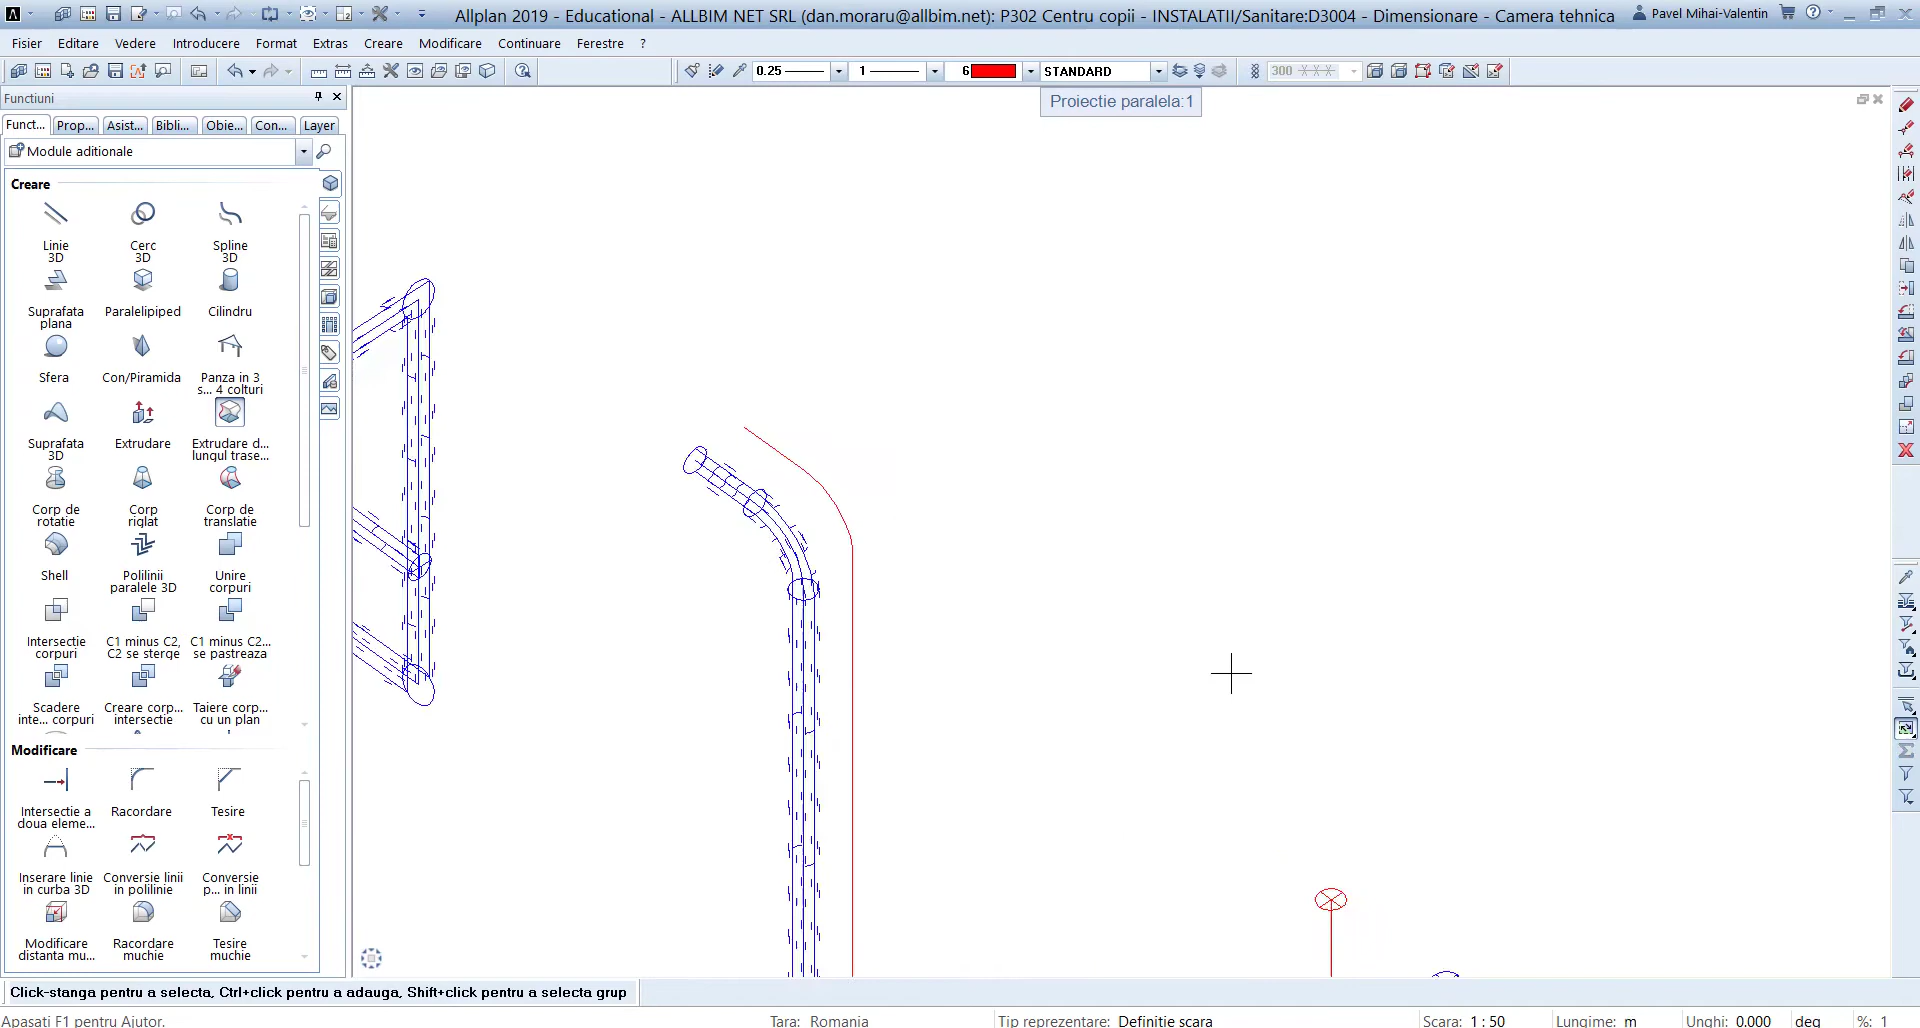 Allplan 2019 - Educational - ALLBIM NET SRL (dan.moraru@allbim.net): P302 Centru copii - INSTALATII/Sanitare:D3004 - Dimensionare - Camera tehnica
Pavel Mihai-Valentin
Fisier Editare Vedere Introducere Format Extras Creare Modificare Continuare Ferestre ?
0.25 1 6 STANDARD 300
Functiuni
Proiectie paralela:1
Funct... Prop... Asist... Bibli... Obie... Con... Layer
Module aditionale
Creare
Linie 3D
Cerc 3D
Spline 3D
Suprafata plana
Paralelipiped
Cilindru
Sfera
Con/Piramida
Panza in 3 s... 4 colturi
Suprafata 3D
Extrudare
Extrudare d... lungul trase...
Corp de rotatie
Corp riglat
Corp de translatie
Shell
Polilinii paralele 3D
Unire corpuri
Intersecție corpuri
C1 minus C2, C2 se sterge
C1 minus C2... se pastreaza
Scadere inte... corpuri
Creare corp... intersectie
Taiere corp... cu un plan
Modificare
Intersectie a doua eleme...
Racordare
Tesire
Inserare linie in curba 3D
Conversie linii in polilinie
Conversie p... in linii
Modificare distanta mu...
Racordare muchie
Tesire muchie
Click-stanga pentru a selecta, Ctrl+click pentru a adauga, Shift+click pentru a selecta grup
Apasati F1 pentru Ajutor.
Tara: Romania
Tip reprezentare: Definitie scara
Scara: 1 : 50
Lungime: m
Unghi: 0.000 deg
%: 1